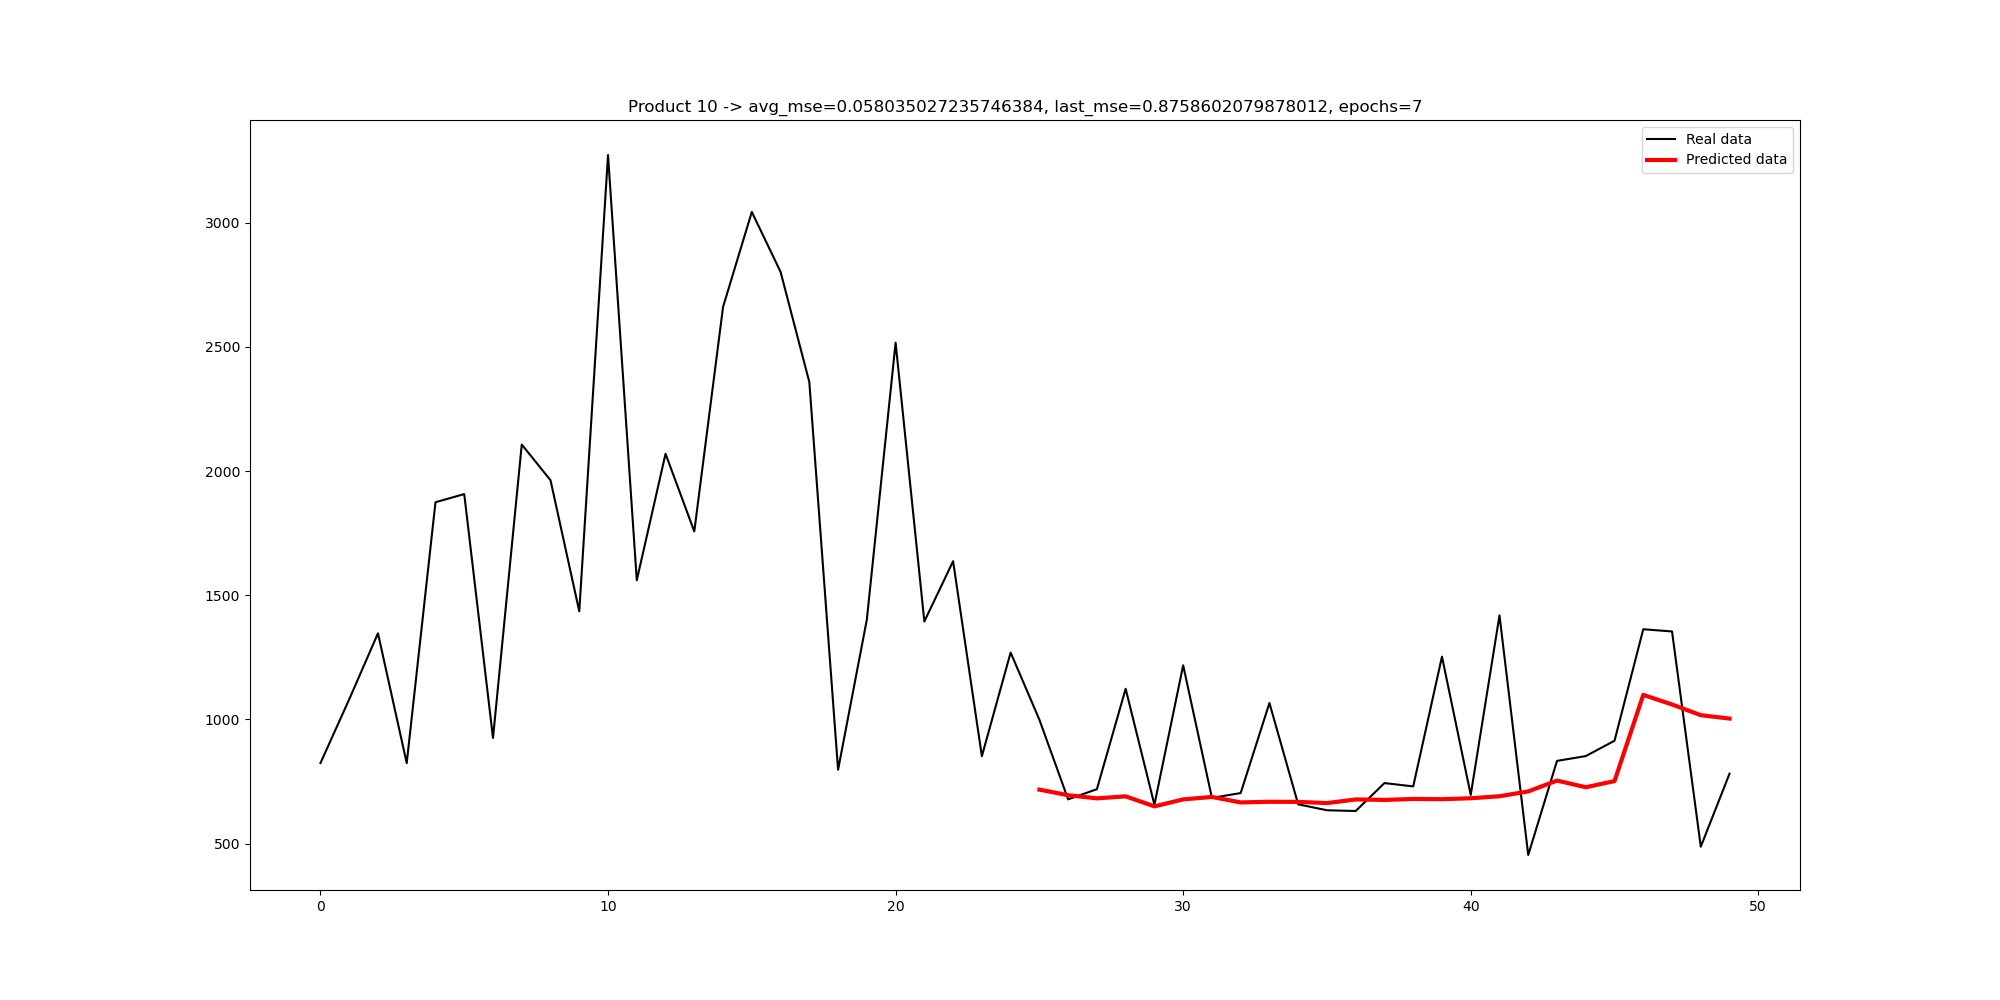 Product 10 -> avg_mse=0.058035027235746384, last_mse=0.8758602079878012, epochs=7
Real data
Predicted data
3000
2500
2000
1500
1000
500
0 10 20 30 40 50